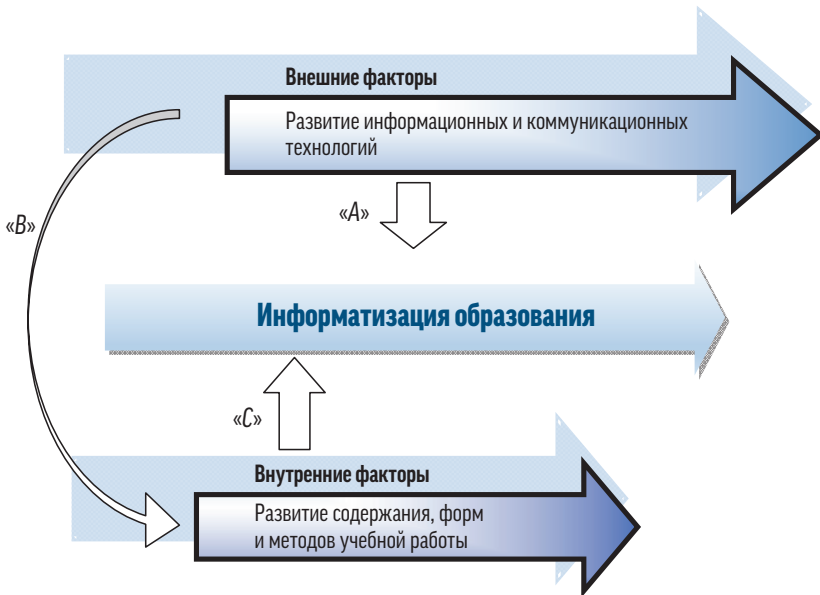 Внешние факторы
Развитие информационных и коммуникационных
технологий
«A»
«B»
Информатизация образования
«C»
Внутренние факторы
Развитие содержания, форм
и методов учебной работы